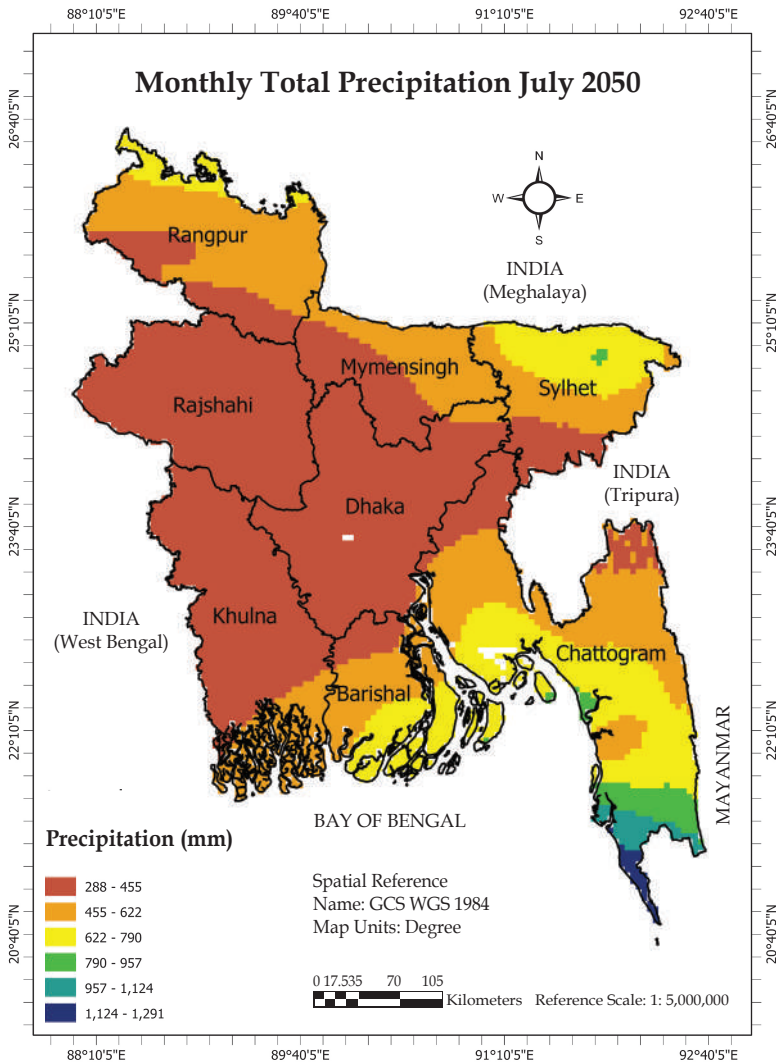 88°10'5"E 89°40'5"E 91°10'5"E 92°40'5"E
Monthly Total Precipitation July 2050
26°40'5"N 26°40'5"N
N
W E
S
Rangpur
INDIA
(Meghalaya)
25°10'5"N 25°10'5"N
Mymensingh
Sylhet
Rajshahi
INDIA
(Tripura)
Dhaka
23°40'5"N 23°40'5"N
INDIA
(West Bengal)
Khulna
Chattogram
Barishal
22°10'5"N 22°10'5"N
MAYANMAR
BAY OF BENGAL
Precipitation (mm)
288 - 455
455 - 622
622 - 790
790 - 957
957 - 1,124
1,124 - 1,291
Spatial Reference
Name: GCS WGS 1984
Map Units: Degree
20°40'5"N 20°40'5"N
0 17.535 70 105
Kilometers Reference Scale: 1: 5,000,000
88°10'5"E 89°40'5"E 91°10'5"E 92°40'5"E